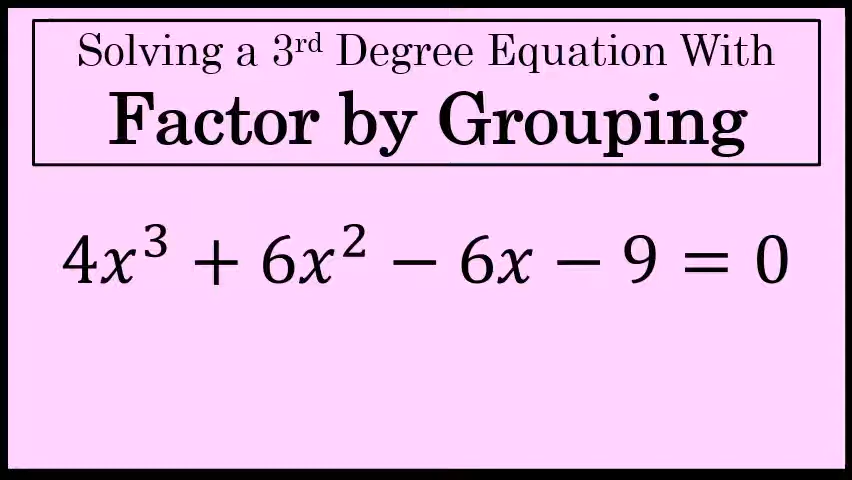 Solving a 3ʳᵈ Degree Equation With
Factor by Grouping
4x³ + 6x² − 6x − 9 = 0